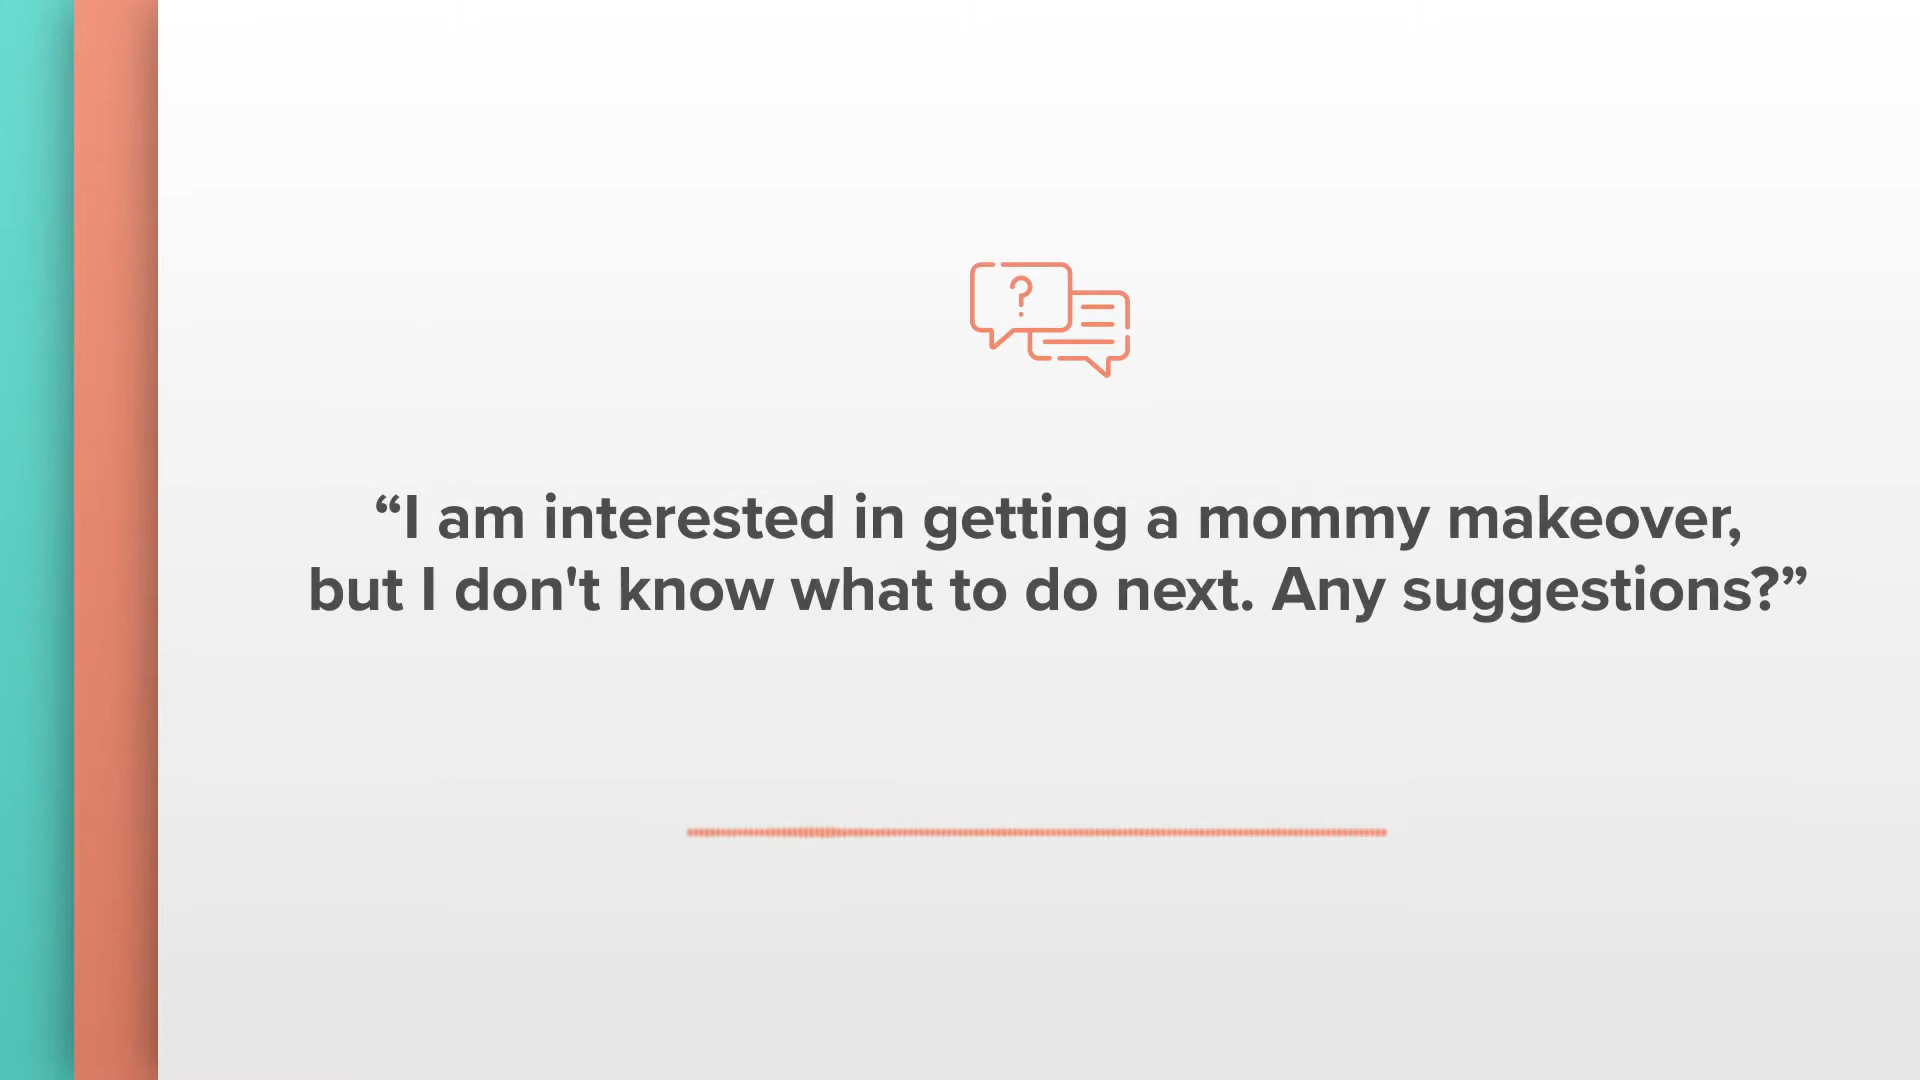 “I am interested in getting a mommy makeover,
but I don't know what to do next. Any suggestions?”